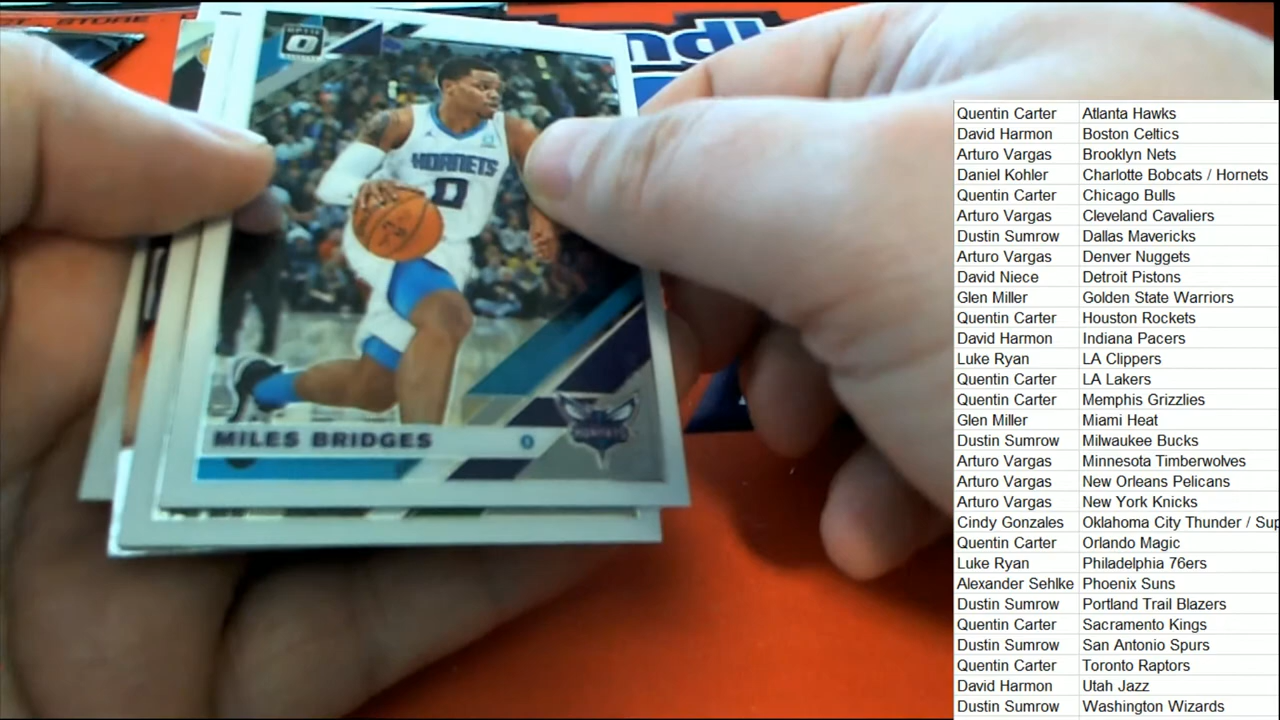 STORE
ndl
OPTIC
HORNETS
0
MILES BRIDGES
0
Quentin Carter Atlanta Hawks
David Harmon Boston Celtics
Arturo Vargas Brooklyn Nets
Daniel Kohler Charlotte Bobcats / Hornets
Quentin Carter Chicago Bulls
Arturo Vargas Cleveland Cavaliers
Dustin Sumrow Dallas Mavericks
Arturo Vargas Denver Nuggets
David Niece Detroit Pistons
Glen Miller Golden State Warriors
Quentin Carter Houston Rockets
David Harmon Indiana Pacers
Luke Ryan LA Clippers
Quentin Carter LA Lakers
Quentin Carter Memphis Grizzlies
Glen Miller Miami Heat
Dustin Sumrow Milwaukee Bucks
Arturo Vargas Minnesota Timberwolves
Arturo Vargas New Orleans Pelicans
Arturo Vargas New York Knicks
Cindy Gonzales Oklahoma City Thunder / Sup
Quentin Carter Orlando Magic
Luke Ryan Philadelphia 76ers
Alexander Sehlke Phoenix Suns
Dustin Sumrow Portland Trail Blazers
Quentin Carter Sacramento Kings
Dustin Sumrow San Antonio Spurs
Quentin Carter Toronto Raptors
David Harmon Utah Jazz
Dustin Sumrow Washington Wizards